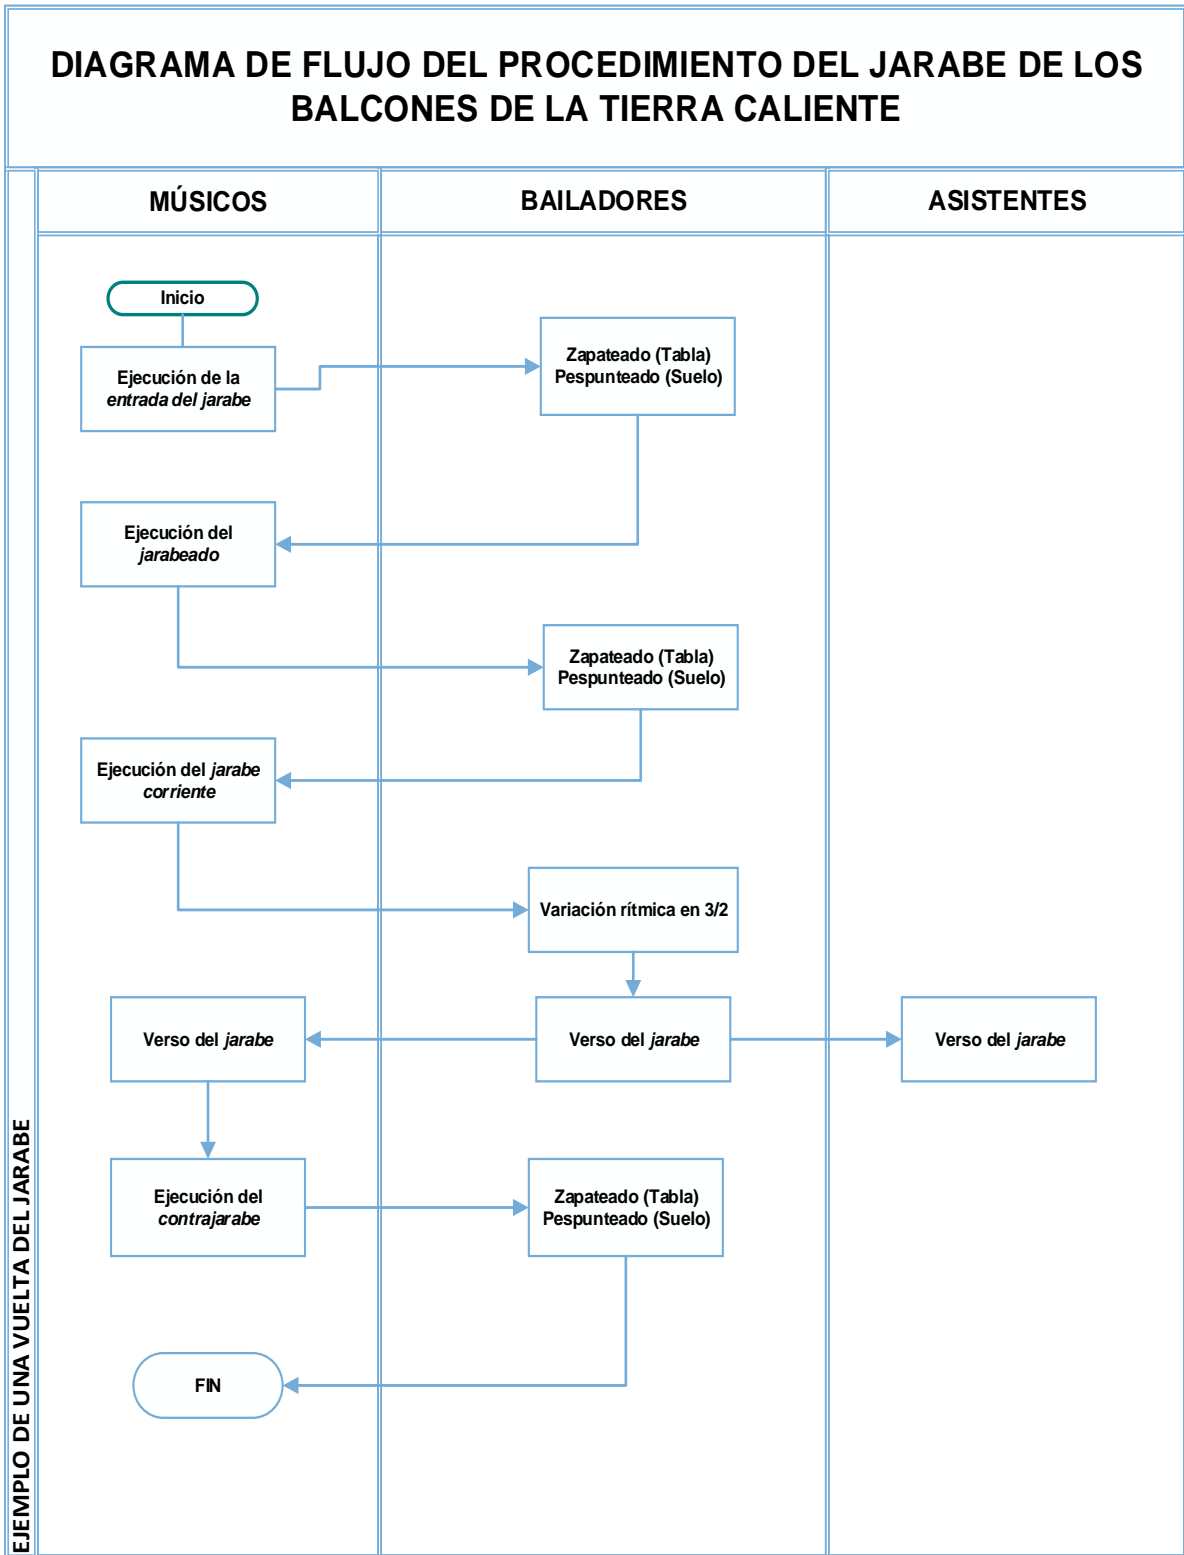 DIAGRAMA DE FLUJO DEL PROCEDIMIENTO DEL JARABE DE LOS
BALCONES DE LA TIERRA CALIENTE
MÚSICOS
BAILADORES
ASISTENTES
EJEMPLO DE UNA VUELTA DEL JARABE
Inicio
Ejecución de la
entrada del jarabe
Zapateado (Tabla)
Pespunteado (Suelo)
Ejecución del
jarabeado
Zapateado (Tabla)
Pespunteado (Suelo)
Ejecución del jarabe
corriente
Variación rítmica en 3/2
Verso del jarabe
Verso del jarabe
Verso del jarabe
Ejecución del
contrajarabe
Zapateado (Tabla)
Pespunteado (Suelo)
FIN